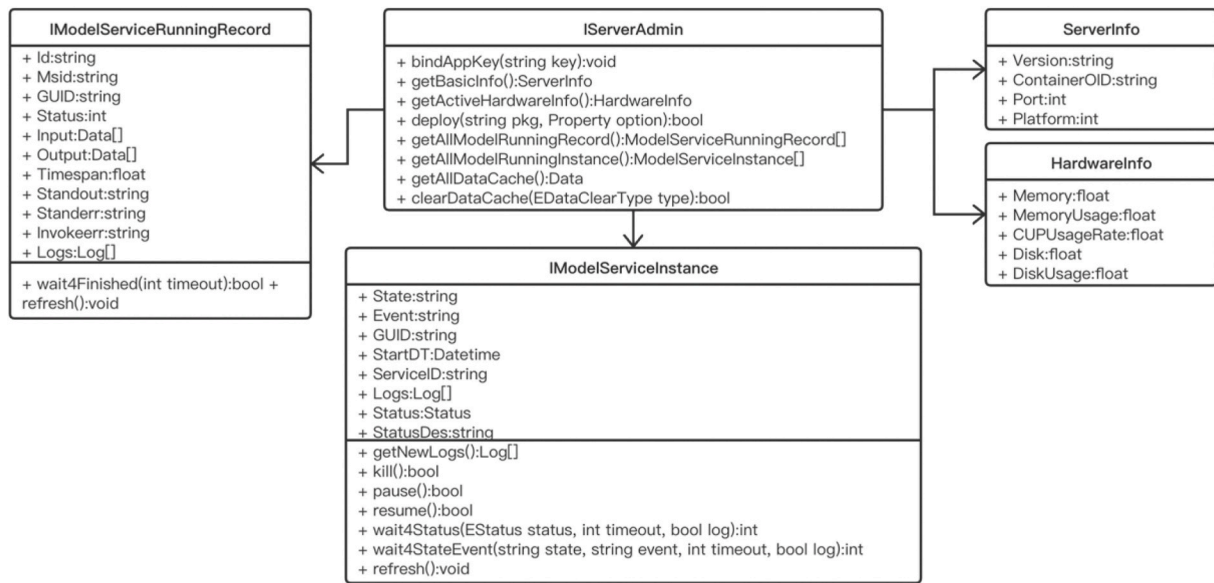 IModelServiceRunningRecord
+ Id:string
+ Msid:string
+ GUID:string
+ Status:int
+ Input:Data[]
+ Output:Data[]
+ Timespan:float
+ Standout:string
+ Standerr:string
+ Invokeerr:string
+ Logs:Log[]
+ wait4Finished(int timeout):bool +
refresh():void
IServerAdmin
+ bindAppKey(string key):void
+ getBasicInfo():ServerInfo
+ getActiveHardwareInfo():HardwareInfo
+ deploy(string pkg, Property option):bool
+ getAllModelRunningRecord():ModelServiceRunningRecord[]
+ getAllModelRunningInstance():ModelServiceInstance[]
+ getAllDataCache():Data
+ clearDataCache(EDataClearType type):bool
ServerInfo
+ Version:string
+ ContainerOID:string
+ Port:int
+ Platform:int
HardwareInfo
+ Memory:float
+ MemoryUsage:float
+ CUPUsageRate:float
+ Disk:float
+ DiskUsage:float
IModelServiceInstance
+ State:string
+ Event:string
+ GUID:string
+ StartDT:Datetime
+ ServiceID:string
+ Logs:Log[]
+ Status:Status
+ StatusDes:string
+ getNewLogs():Log[]
+ kill():bool
+ pause():bool
+ resume():bool
+ wait4Status(EStatus status, int timeout, bool log):int
+ wait4StateEvent(string state, string event, int timeout, bool log):int
+ refresh():void